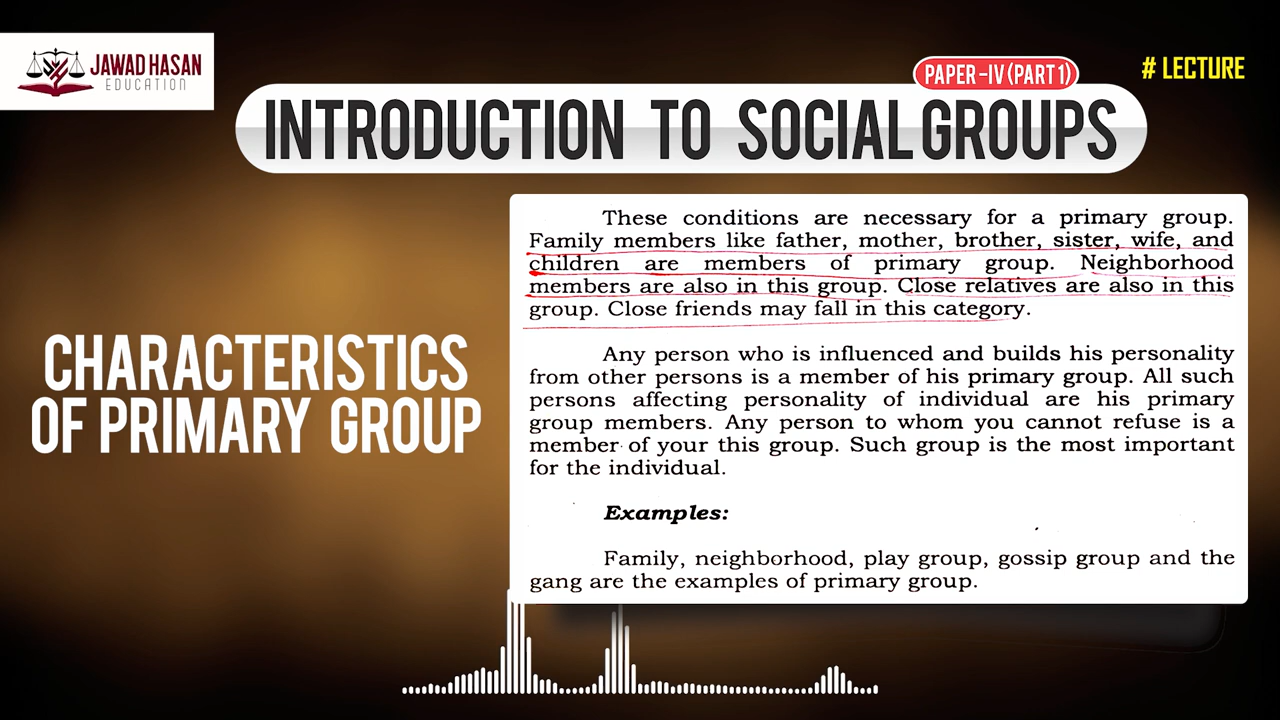 JAWAD HASAN
EDUCATION
PAPER -IV (PART 1)
# LECTURE
INTRODUCTION TO SOCIAL GROUPS
CHARACTERISTICS
OF PRIMARY GROUP
These conditions are necessary for a primary group.
Family members like father, mother, brother, sister, wife, and
children are members of primary group. Neighborhood
members are also in this group. Close relatives are also in this
group. Close friends may fall in this category.
Any person who is influenced and builds his personality
from other persons is a member of his primary group. All such
persons affecting personality of individual are his primary
group members. Any person to whom you cannot refuse is a
member of your this group. Such group is the most important
for the individual.
Examples:
Family, neighborhood, play group, gossip group and the
gang are the examples of primary group.